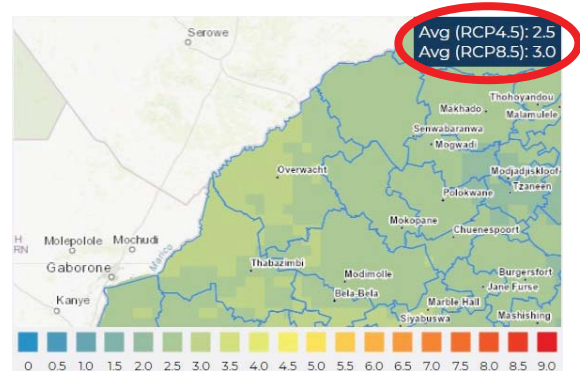 Avg (RCP4.5): 2.5
Avg (RCP8.5): 3.0
Serowe
Thohoyandou
Makhado
Malamulele
Senwabaranwa
Mogwadi
Overwacht
Modjadjiskloof
Tzaneen
Polokwane
Mokopane
Chuenespoort
H
RN
Molepolole
Mochudi
Marico
Gaborone
Thabazimbi
Modimolle
Burgersfort
Jane Furse
Kanye
Bela-Bela
Marble Hall
Siyabuswa
Mashishing
0 0.5 1.0 1.5 2.0 2.5 3.0 3.5 4.0 4.5 5.0 5.5 6.0 6.5 7.0 7.5 8.0 8.5 9.0